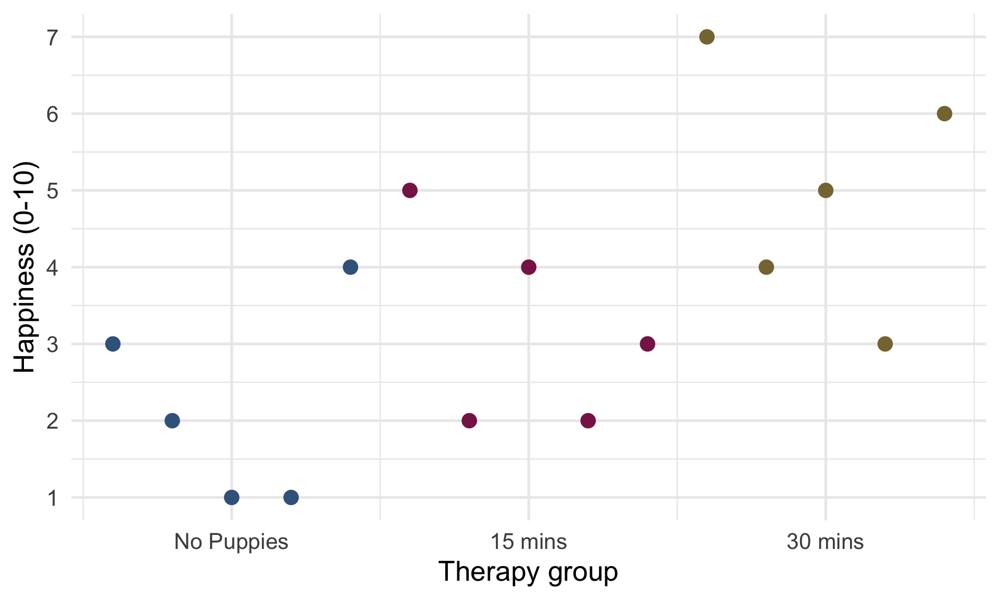 Happiness (0-10)
7
6
5
4
3
2
1
No Puppies
15 mins
30 mins
Therapy group